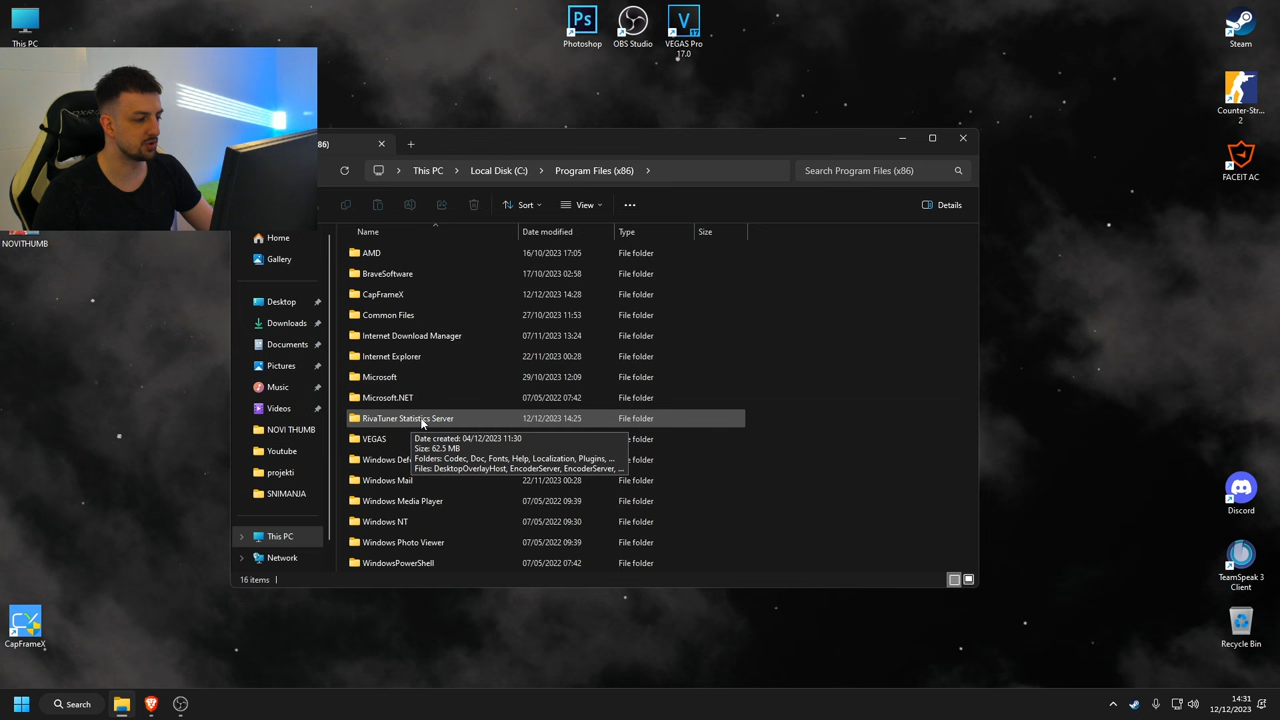 This PC
Photoshop
OBS Studio
VEGAS Pro
17.0
Steam
Counter-Str...
2
FACEIT AC
NOVITHUMB
86)
This PC
Local Disk (C:)
Program Files (x86)
Search Program Files (x86)
Sort
View
Details
Name
Date modified
Type
Size
Home
Gallery
Desktop
Downloads
Documents
Pictures
Music
Videos
NOVI THUMB
Youtube
projekti
SNIMANJA
This PC
Network
AMD 16/10/2023 17:05 File folder
BraveSoftware 17/10/2023 02:58 File folder
CapFrameX 12/12/2023 14:28 File folder
Common Files 27/10/2023 11:53 File folder
Internet Download Manager 07/11/2023 13:24 File folder
Internet Explorer 22/11/2023 00:28 File folder
Microsoft 29/10/2023 12:09 File folder
Microsoft.NET 07/05/2022 07:42 File folder
RivaTuner Statistics Server 12/12/2023 14:25 File folder
VEGAS e folder
Windows Def e folder
Date created: 04/12/2023 11:30
Size: 62.5 MB
Folders: Codec, Doc, Fonts, Help, Localization, Plugins, ...
Files: DesktopOverlayHost, EncoderServer, EncoderServer, ...
Windows Mail 22/11/2023 00:28 File folder
Windows Media Player 07/05/2022 09:39 File folder
Windows NT 07/05/2022 09:30 File folder
Windows Photo Viewer 07/05/2022 09:39 File folder
WindowsPowerShell 07/05/2022 07:42 File folder
16 items
Discord
TeamSpeak 3
Client
CapFrameX
Recycle Bin
Search
14:31
12/12/2023